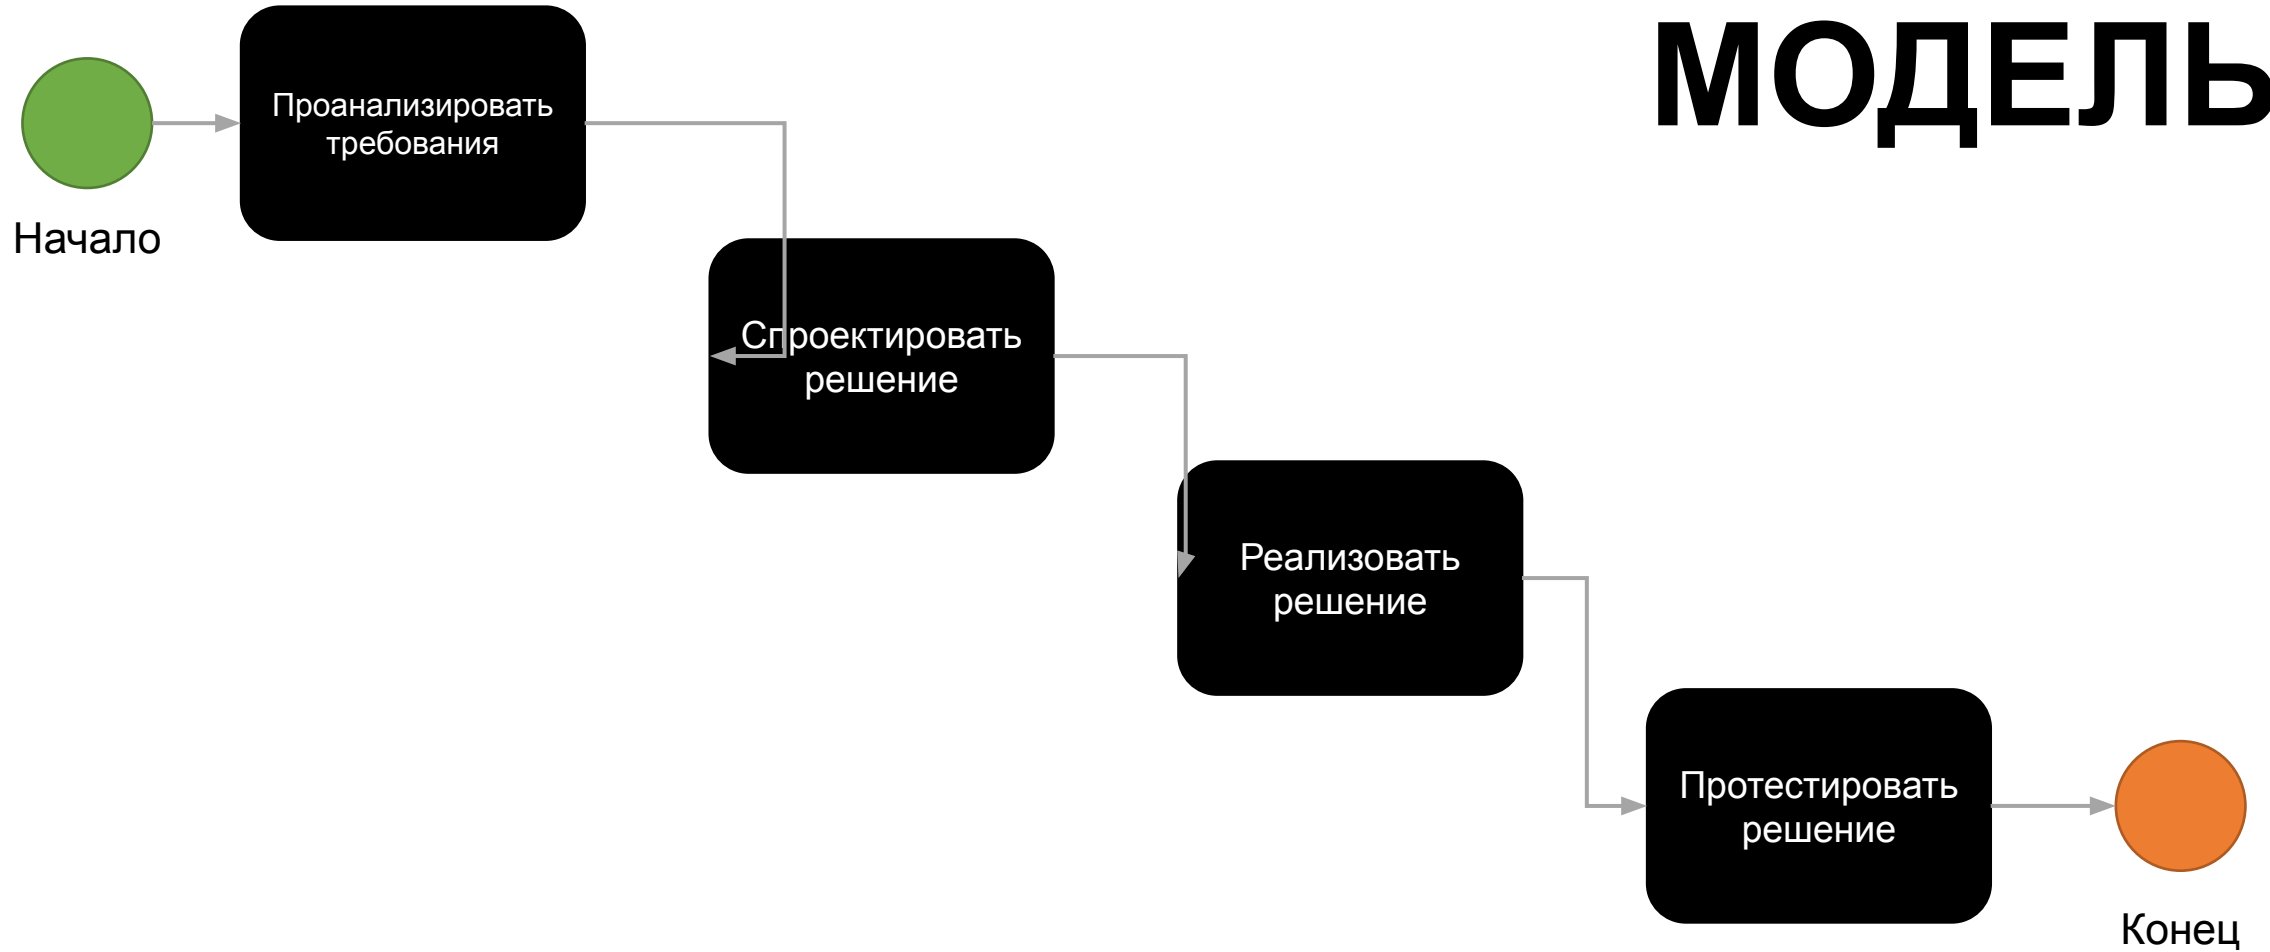 МОДЕЛЬ
Проанализировать
требования
Начало
Спроектировать
решение
Реализовать
решение
Протестировать
решение
Конец